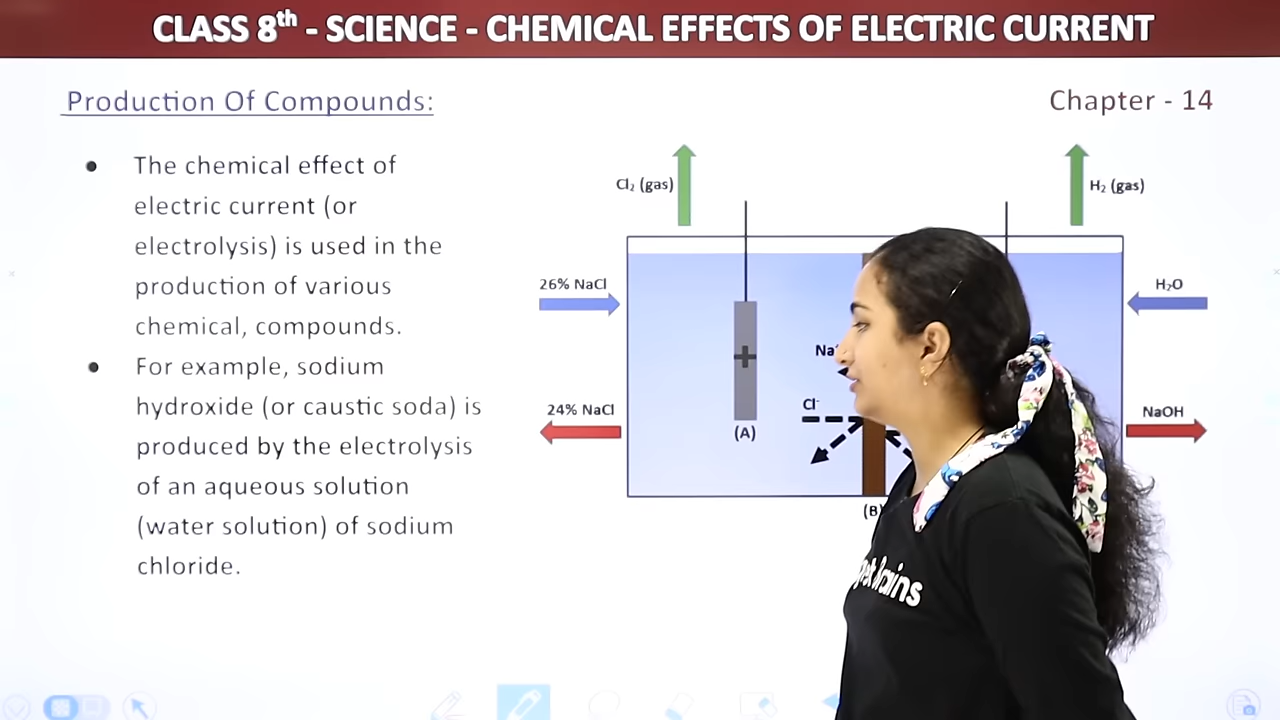 CLASS 8th - SCIENCE - CHEMICAL EFFECTS OF ELECTRIC CURRENT
Production Of Compounds:
Chapter - 14
● The chemical effect of
electric current (or
electrolysis) is used in the
production of various
chemical, compounds.
● For example, sodium
hydroxide (or caustic soda) is
produced by the electrolysis
of an aqueous solution
(water solution) of sodium
chloride.
Cl₂ (gas)
H₂ (gas)
26% NaCl
H₂O
+
Na⁺
Cl⁻
24% NaCl
NaOH
(A)
(B)